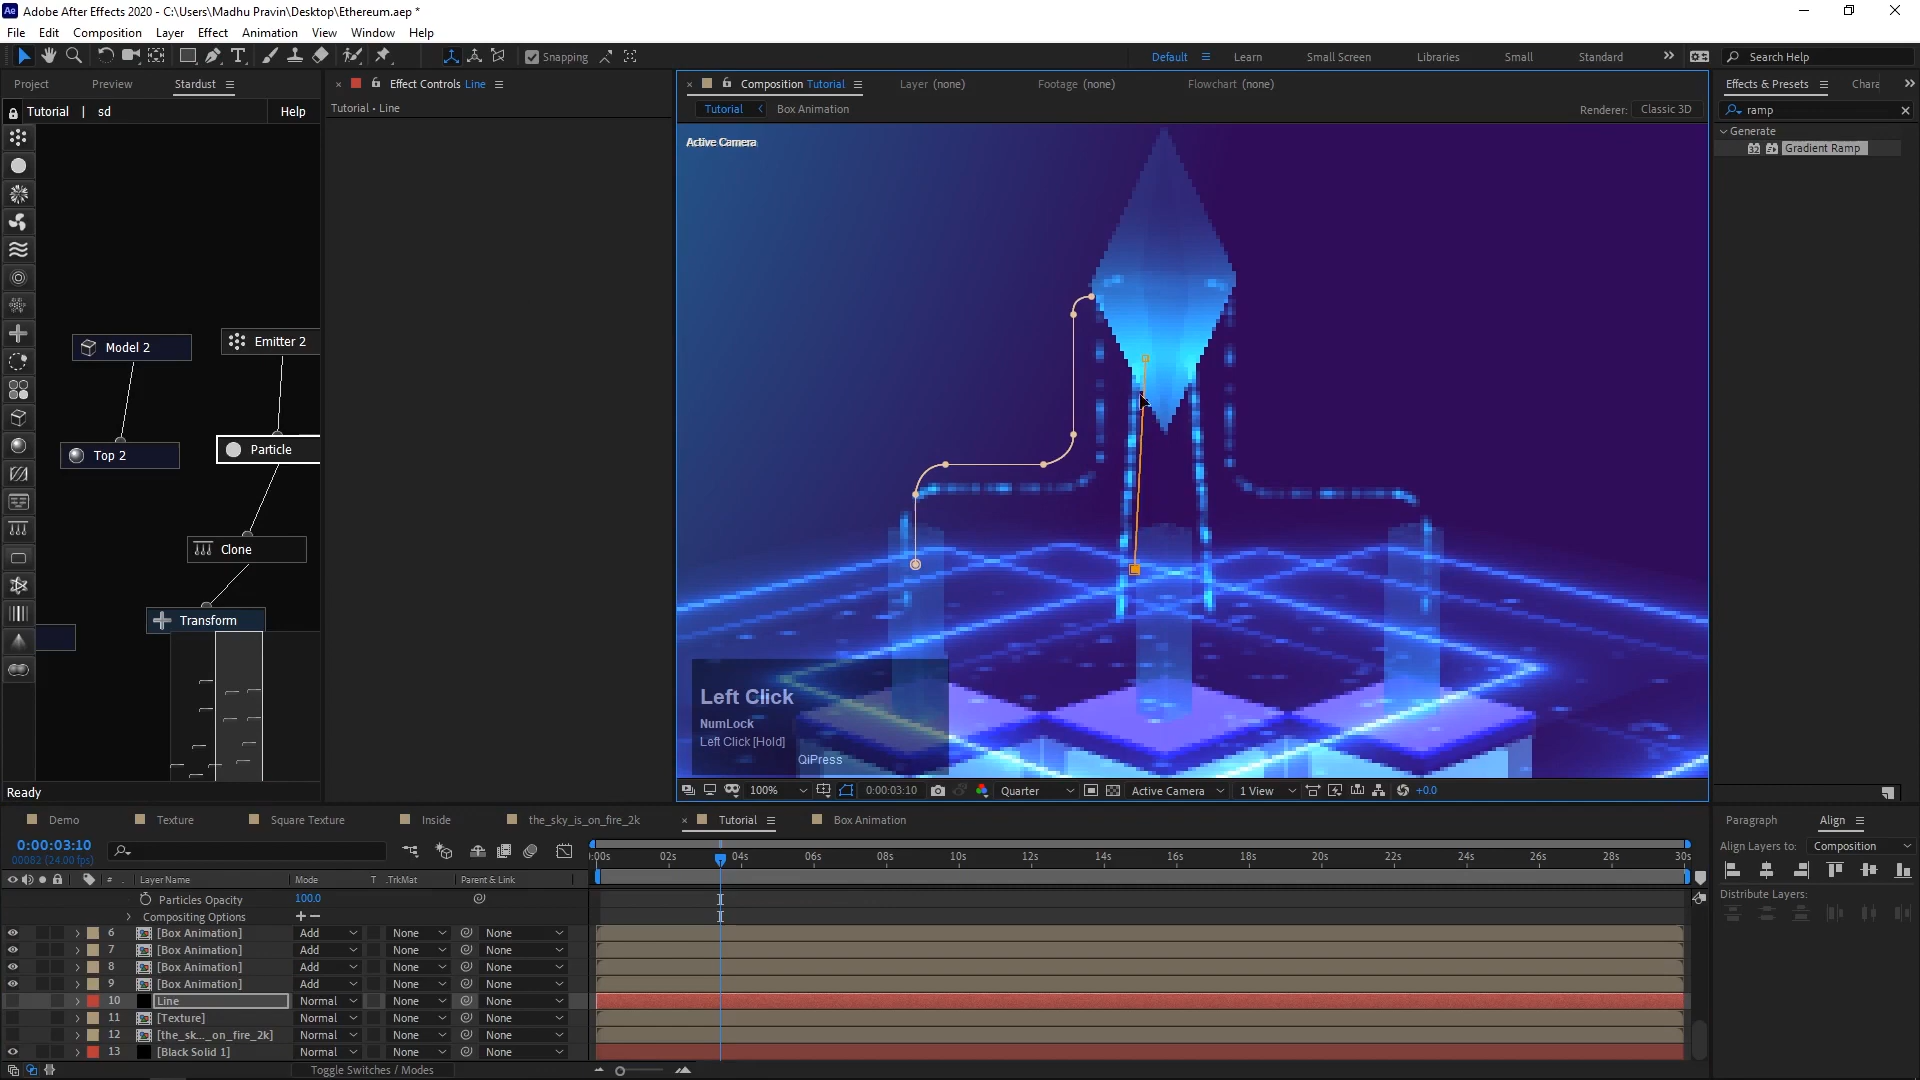 Adobe After Effects 2020 - C:\Users\Madhu Pravin\Desktop\Ethereum.aep *
File Edit Composition Layer Effect Animation View Window Help
Snapping
Default Learn Small Screen Libraries Small Standard
Search Help
Project Preview Stardust
Effect Controls Line
Composition Tutorial
Layer (none)
Footage (none)
Flowchart (none)
Effects & Presets
Chara
Tutorial | sd Help
Tutorial • Line
Tutorial Box Animation
Renderer: Classic 3D
ramp
Generate
Gradient Ramp
Active Camera
Model 2
Emitter 2
Top 2
Particle
Clone
Transform
Left Click
NumLock
Left Click [Hold]
QiPress
Ready
100% 0:00:03:10 Quarter Active Camera 1 View +0.0
Demo Texture Square Texture Inside the_sky_is_on_fire_2k Tutorial Box Animation
Paragraph Align
0:00:03:10
00082 (24.00 fps)
Align Layers to: Composition
:00s 02s 04s 06s 08s 10s 12s 14s 16s 18s 20s 22s 24s 26s 28s 30s
# Layer Name Mode T .TrkMat Parent & Link
Distribute Layers:
Particles Opacity 100.0
Compositing Options
6 [Box Animation] Add None None
7 [Box Animation] Add None None
8 [Box Animation] Add None None
9 [Box Animation] Add None None
10 Line Normal None None
11 [Texture] Normal None None
12 [the_sk..._on_fire_2k] Normal None None
13 [Black Solid 1] Normal None None
Toggle Switches / Modes